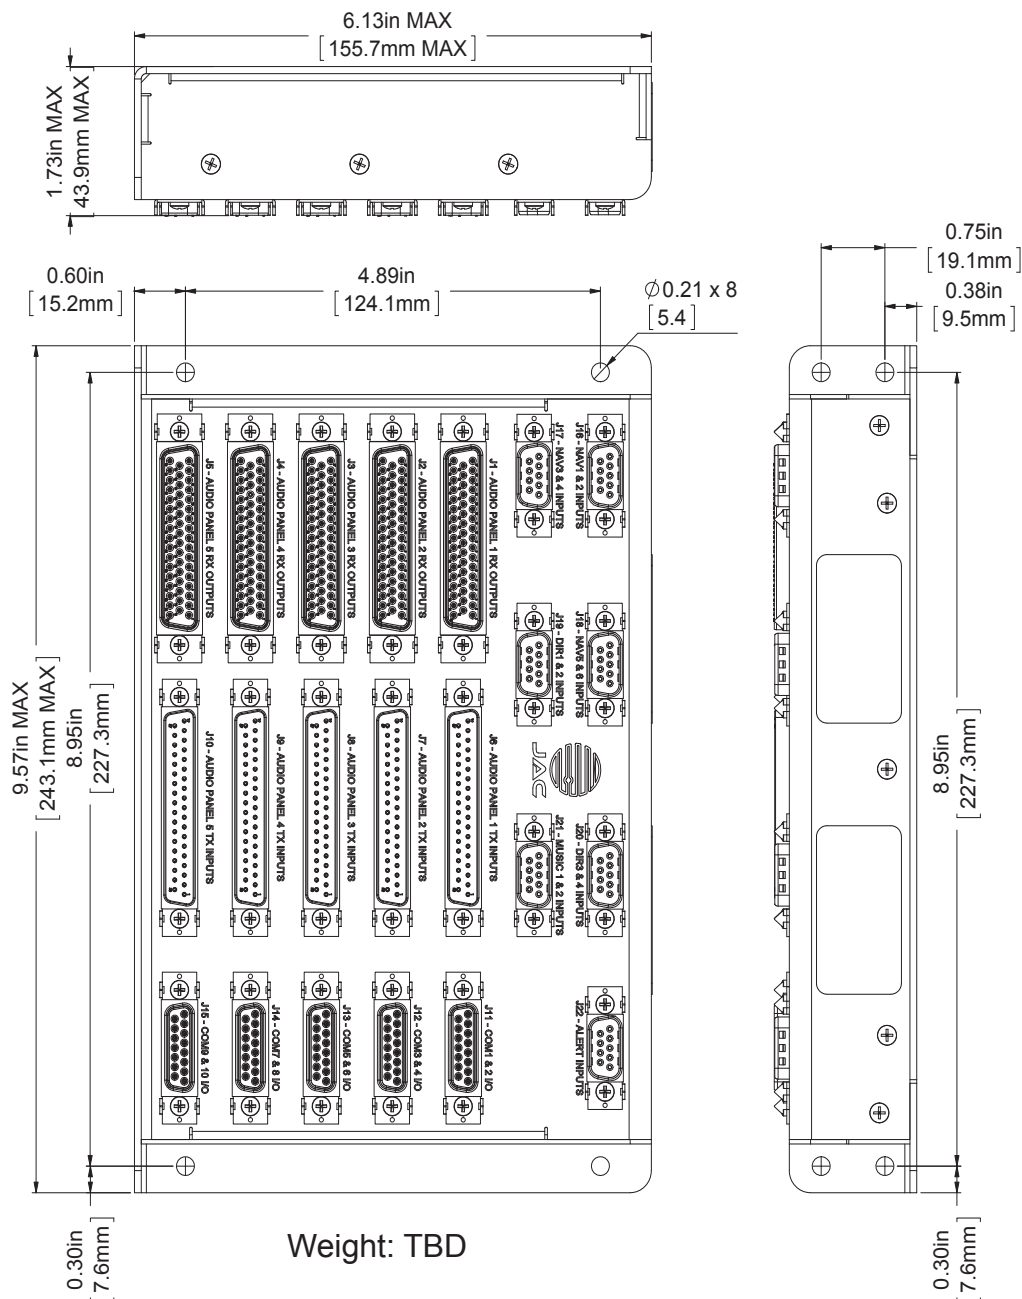 6.13in MAX
[155.7mm MAX]
1.73in MAX
43.9mm MAX
0.60in
[15.2mm]
4.89in
[124.1mm]
⌀0.21 x 8
[5.4]
0.75in
[19.1mm]
0.38in
[9.5mm]
J5 - AUDIO PANEL 5 RX OUTPUTS
J4 - AUDIO PANEL 4 RX OUTPUTS
J3 - AUDIO PANEL 3 RX OUTPUTS
J2 - AUDIO PANEL 2 RX OUTPUTS
J1 - AUDIO PANEL 1 RX OUTPUTS
J17 - NAV3 & 4 INPUTS
J16 - NAV1 & 2 INPUTS
J19 - DIR1 & 2 INPUTS
J18 - NAV5 & 6 INPUTS
9.57in MAX
[243.1mm MAX]
8.95in
[227.3mm]
J10 - AUDIO PANEL 5 TX INPUTS
J9 - AUDIO PANEL 4 TX INPUTS
J8 - AUDIO PANEL 3 TX INPUTS
J7 - AUDIO PANEL 2 TX INPUTS
J6 - AUDIO PANEL 1 TX INPUTS
JAC
J21 - MUSIC 1 & 2 INPUTS
J20 - DIR3 & 4 INPUTS
8.95in
[227.3mm]
J15 - COM9 & 10 I/O
J14 - COM7 & 8 I/O
J13 - COM5 & 6 I/O
J12 - COM3 & 4 I/O
J11 - COM1 & 2 I/O
J22 - ALERT INPUTS
0.30in
7.6mm]
Weight: TBD
0.30in
7.6mm]